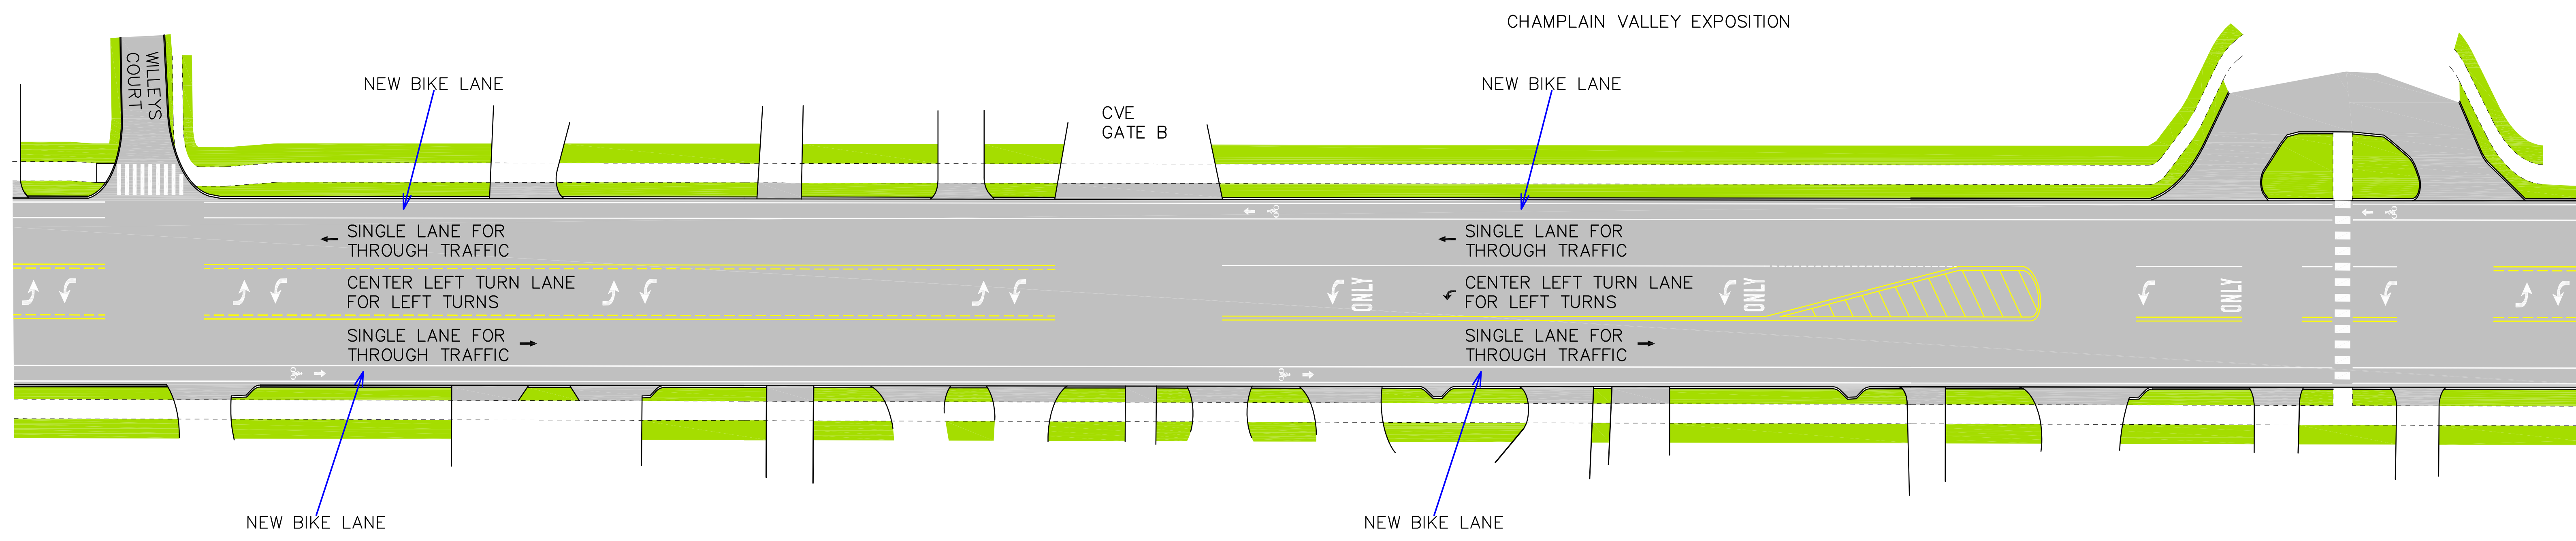 CHAMPLAIN VALLEY EXPOSITION
WILLEYS
COURT
NEW BIKE LANE
NEW BIKE LANE
CVE
GATE B
SINGLE LANE FOR
THROUGH TRAFFIC
SINGLE LANE FOR
THROUGH TRAFFIC
CENTER LEFT TURN LANE
FOR LEFT TURNS
ONLY
CENTER LEFT TURN LANE
FOR LEFT TURNS
ONLY
ONLY
SINGLE LANE FOR
THROUGH TRAFFIC
SINGLE LANE FOR
THROUGH TRAFFIC
NEW BIKE LANE
NEW BIKE LANE